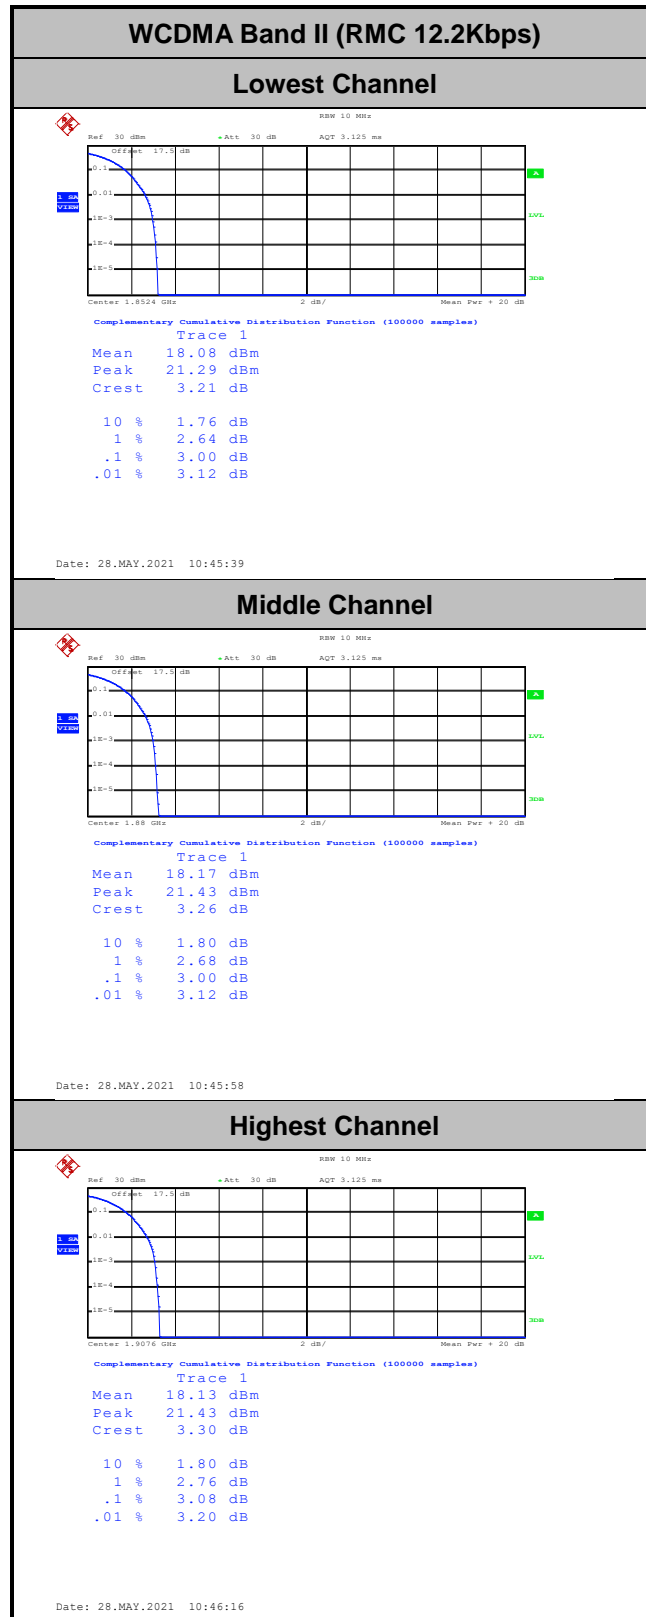 WCDMA Band II (RMC 12.2Kbps)
Lowest Channel
RBW 10 MHz
Ref 30 dBm *Att 30 dB AQT 3.125 ms
Offset 17.5 dB
0.1
A
0.01
1 SA
VIEW
1E-3
LVL
1E-4
1E-5
3DB
Center 1.8524 GHz 2 dB/ Mean Pwr + 20 dB
Complementary Cumulative Distribution Function (100000 samples)
Trace 1
Mean 18.08 dBm
Peak 21.29 dBm
Crest 3.21 dB
10 % 1.76 dB
1 % 2.64 dB
.1 % 3.00 dB
.01 % 3.12 dB
Date: 28.MAY.2021 10:45:39
Middle Channel
RBW 10 MHz
Ref 30 dBm *Att 30 dB AQT 3.125 ms
Offset 17.5 dB
0.1
A
0.01
1 SA
VIEW
1E-3
LVL
1E-4
1E-5
3DB
Center 1.88 GHz 2 dB/ Mean Pwr + 20 dB
Complementary Cumulative Distribution Function (100000 samples)
Trace 1
Mean 18.17 dBm
Peak 21.43 dBm
Crest 3.26 dB
10 % 1.80 dB
1 % 2.68 dB
.1 % 3.00 dB
.01 % 3.12 dB
Date: 28.MAY.2021 10:45:58
Highest Channel
RBW 10 MHz
Ref 30 dBm *Att 30 dB AQT 3.125 ms
Offset 17.5 dB
0.1
A
0.01
1 SA
VIEW
1E-3
LVL
1E-4
1E-5
3DB
Center 1.9076 GHz 2 dB/ Mean Pwr + 20 dB
Complementary Cumulative Distribution Function (100000 samples)
Trace 1
Mean 18.13 dBm
Peak 21.43 dBm
Crest 3.30 dB
10 % 1.80 dB
1 % 2.76 dB
.1 % 3.08 dB
.01 % 3.20 dB
Date: 28.MAY.2021 10:46:16